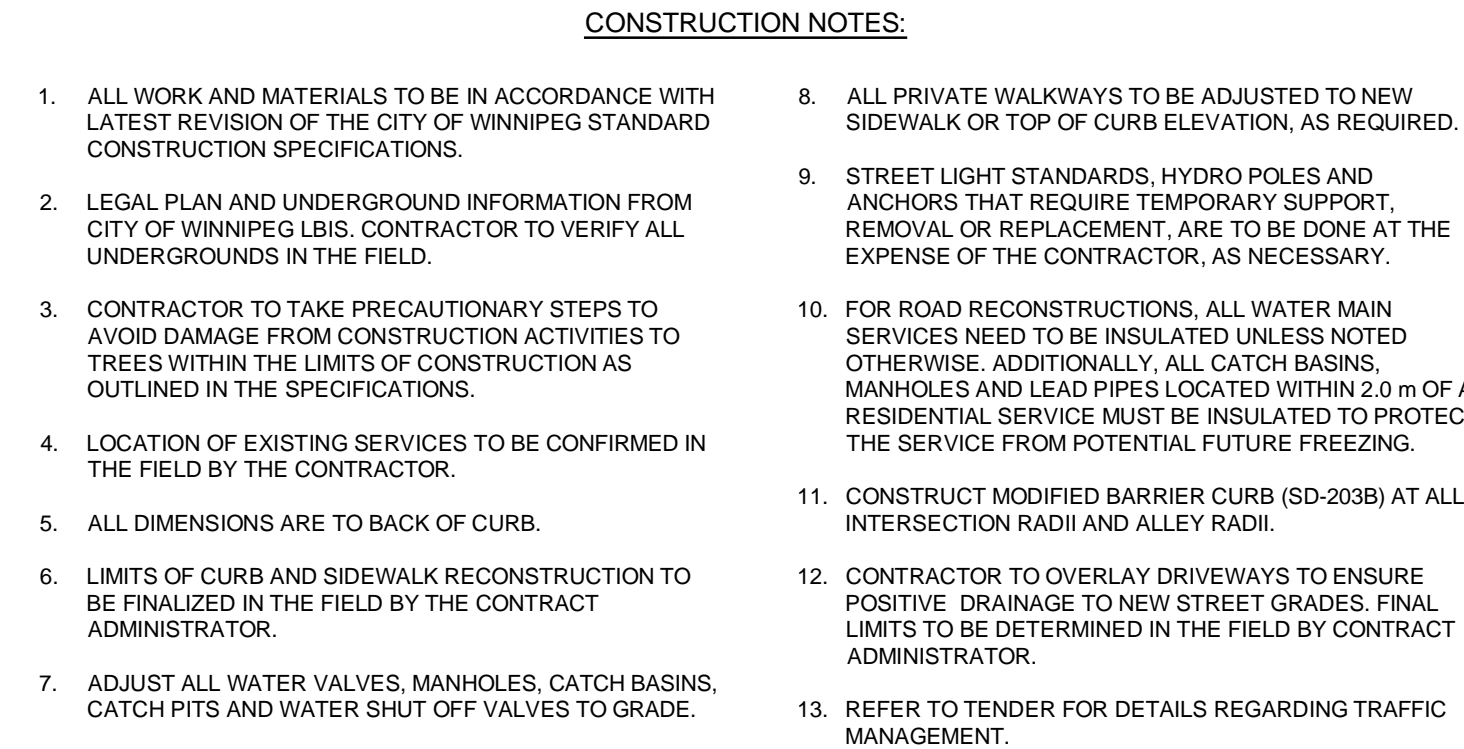 CONSTRUCTION NOTES:
1. ALL WORK AND MATERIALS TO BE IN ACCORDANCE WITH
LATEST REVISION OF THE CITY OF WINNIPEG STANDARD
CONSTRUCTION SPECIFICATIONS.
2. LEGAL PLAN AND UNDERGROUND INFORMATION FROM
CITY OF WINNIPEG LBIS. CONTRACTOR TO VERIFY ALL
UNDERGROUNDS IN THE FIELD.
3. CONTRACTOR TO TAKE PRECAUTIONARY STEPS TO
AVOID DAMAGE FROM CONSTRUCTION ACTIVITIES TO
TREES WITHIN THE LIMITS OF CONSTRUCTION AS
OUTLINED IN THE SPECIFICATIONS.
4. LOCATION OF EXISTING SERVICES TO BE CONFIRMED IN
THE FIELD BY THE CONTRACTOR.
5. ALL DIMENSIONS ARE TO BACK OF CURB.
6. LIMITS OF CURB AND SIDEWALK RECONSTRUCTION TO
BE FINALIZED IN THE FIELD BY THE CONTRACT
ADMINISTRATOR.
7. ADJUST ALL WATER VALVES, MANHOLES, CATCH BASINS,
CATCH PITS AND WATER SHUT OFF VALVES TO GRADE.
8. ALL PRIVATE WALKWAYS TO BE ADJUSTED TO NEW
SIDEWALK OR TOP OF CURB ELEVATION, AS REQUIRED.
9. STREET LIGHT STANDARDS, HYDRO POLES AND
ANCHORS THAT REQUIRE TEMPORARY SUPPORT,
REMOVAL OR REPLACEMENT, ARE TO BE DONE AT THE
EXPENSE OF THE CONTRACTOR, AS NECESSARY.
10. FOR ROAD RECONSTRUCTIONS, ALL WATER MAIN
SERVICES NEED TO BE INSULATED UNLESS NOTED
OTHERWISE. ADDITIONALLY, ALL CATCH BASINS,
MANHOLES AND LEAD PIPES LOCATED WITHIN 2.0 m OF A
RESIDENTIAL SERVICE MUST BE INSULATED TO PROTEC
THE SERVICE FROM POTENTIAL FUTURE FREEZING.
11. CONSTRUCT MODIFIED BARRIER CURB (SD-203B) AT ALL
INTERSECTION RADII AND ALLEY RADII.
12. CONTRACTOR TO OVERLAY DRIVEWAYS TO ENSURE
POSITIVE DRAINAGE TO NEW STREET GRADES. FINAL
LIMITS TO BE DETERMINED IN THE FIELD BY CONTRACT
ADMINISTRATOR.
13. REFER TO TENDER FOR DETAILS REGARDING TRAFFIC
MANAGEMENT.